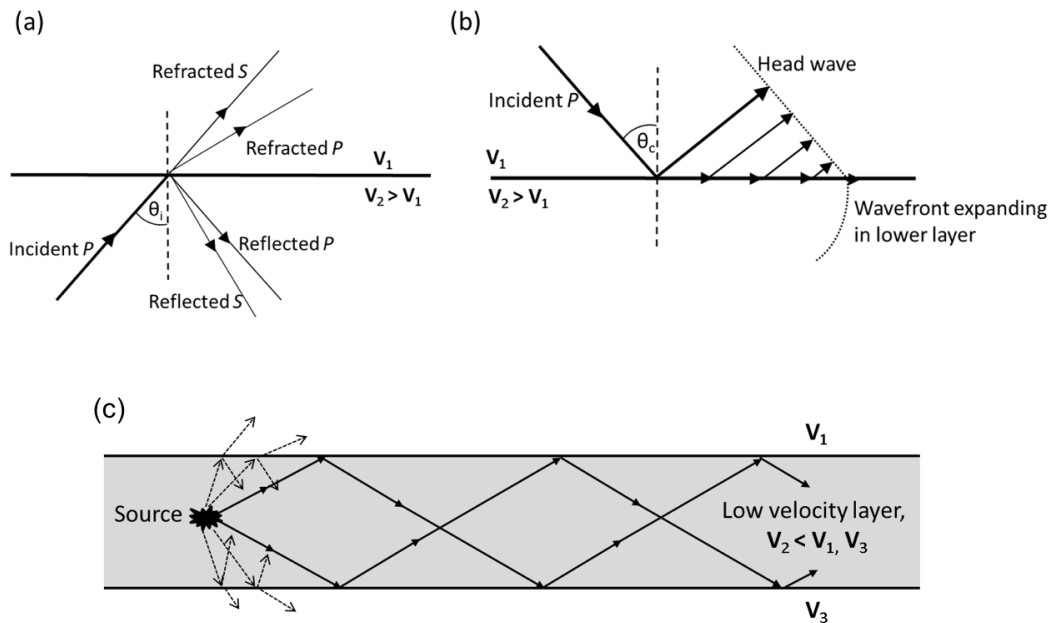 (a)
Refracted S
Refracted P
V1
V2 > V1
θi
Incident P
Reflected P
Reflected S
(b)
Head wave
Incident P
θc
V1
V2 > V1
Wavefront expanding
in lower layer
(c)
V1
Source
Low velocity layer,
V2 < V1, V3
V3